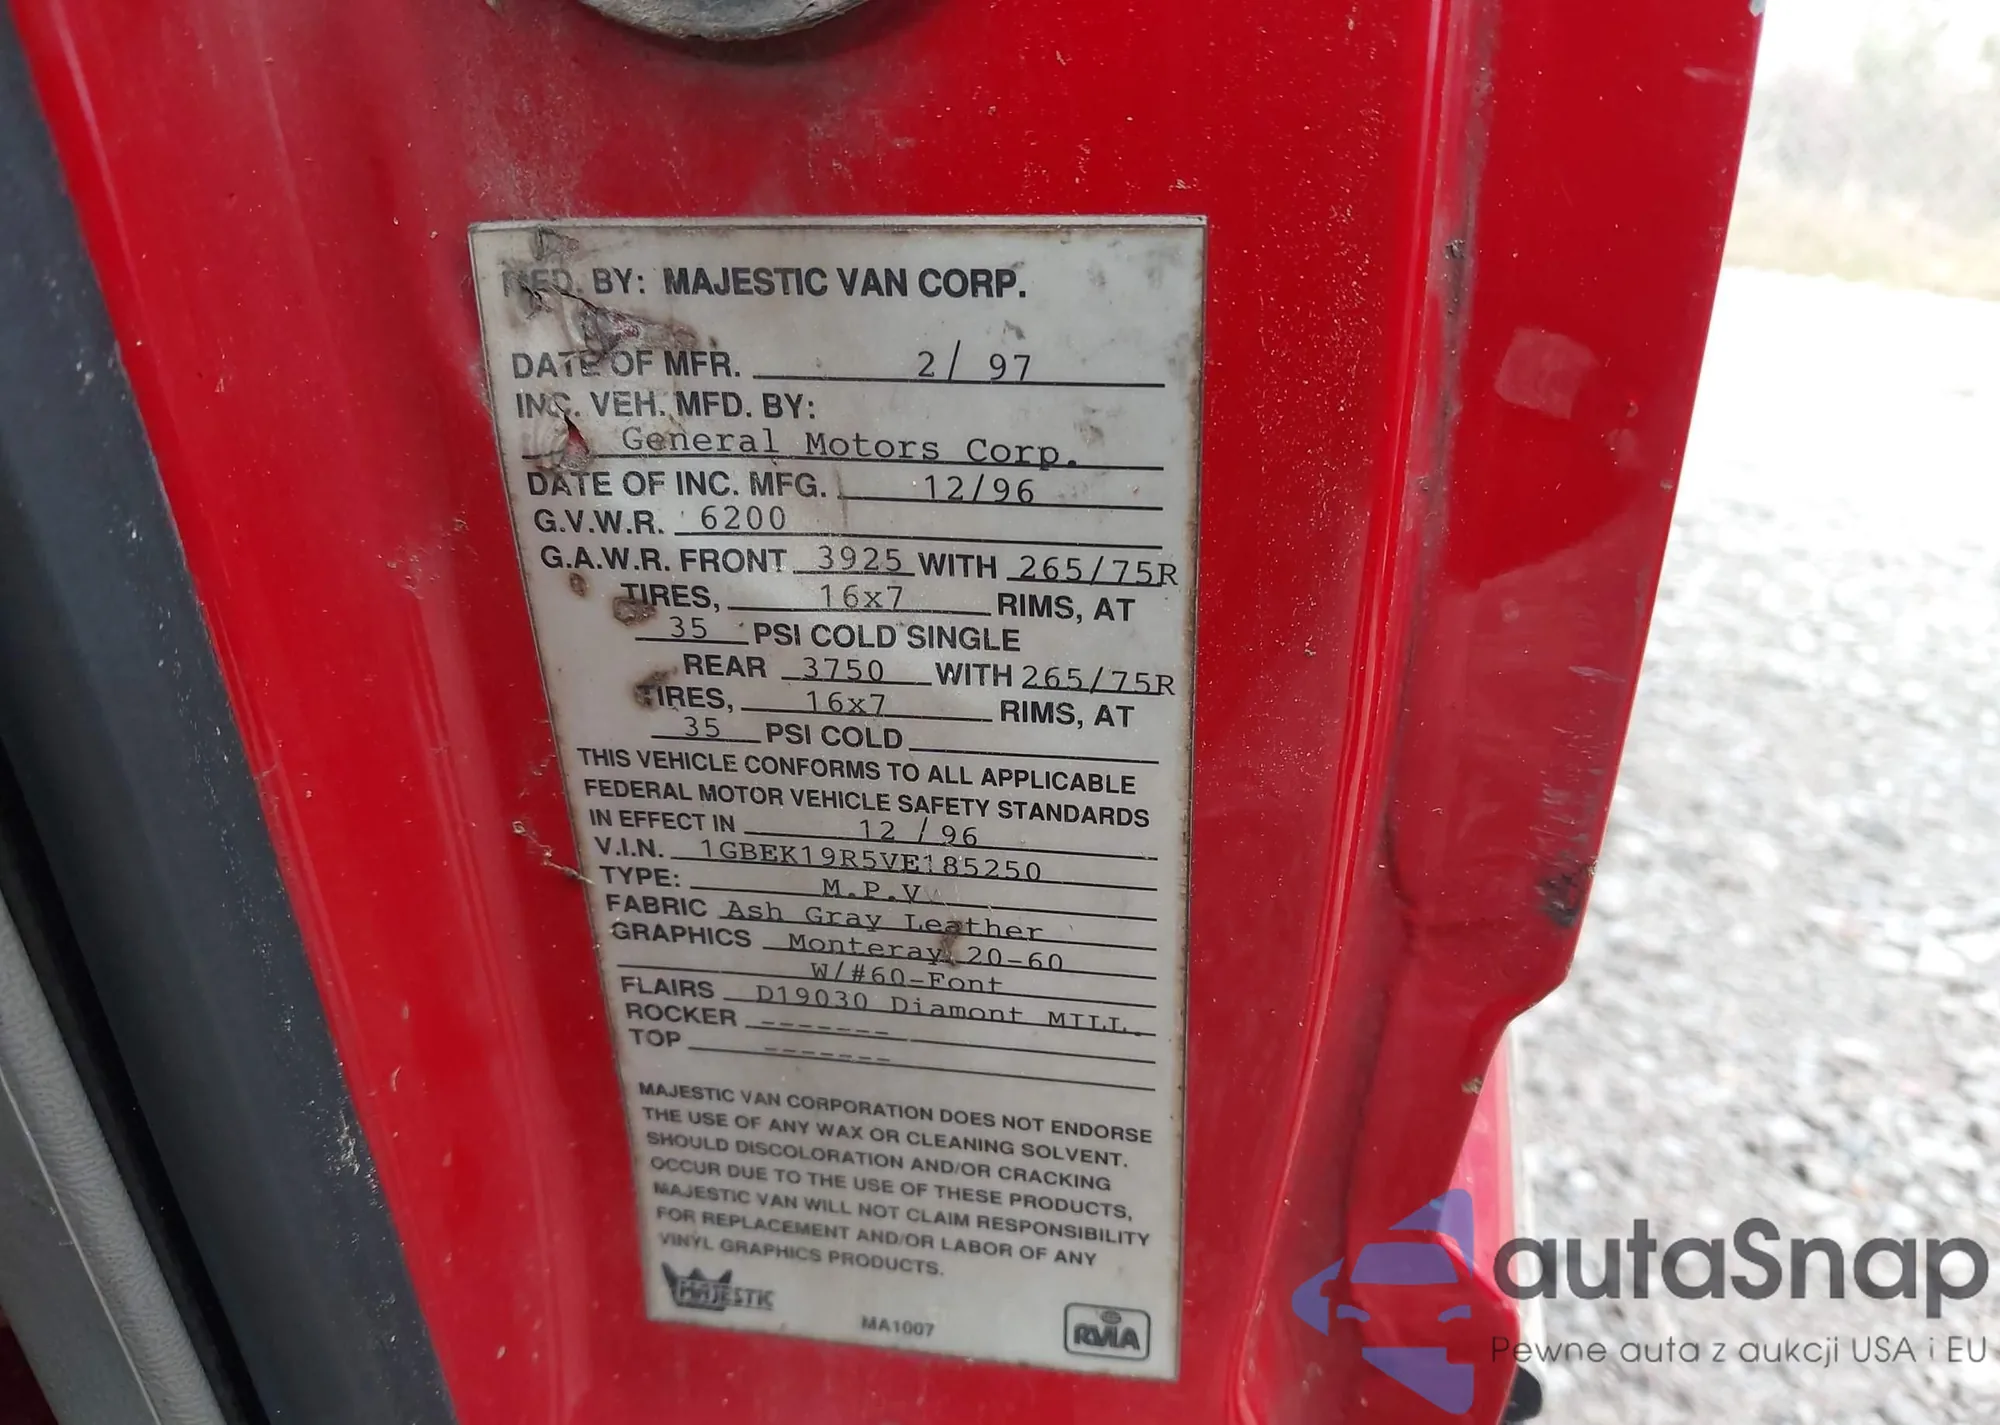 MFD. BY: MAJESTIC VAN CORP.
DATE OF MFR. 2/ 97
INC. VEH. MFD. BY:
General Motors Corp.
DATE OF INC. MFG. 12/96
G.V.W.R. 6200
G.A.W.R. FRONT 3925 WITH 265/75R
TIRES, 16x7 RIMS, AT
35 PSI COLD SINGLE
REAR 3750 WITH 265/75R
TIRES, 16x7 RIMS, AT
35 PSI COLD
THIS VEHICLE CONFORMS TO ALL APPLICABLE
FEDERAL MOTOR VEHICLE SAFETY STANDARDS
IN EFFECT IN 12 /96
V.I.N. 1GBEK19R5VE185250
TYPE: M.P.V
FABRIC Ash Gray Leather
GRAPHICS Monteray 20-60
W/#60-Font
FLAIRS D19030 Diamont MILL.
ROCKER -------
TOP -------
MAJESTIC VAN CORPORATION DOES NOT ENDORSE
THE USE OF ANY WAX OR CLEANING SOLVENT.
SHOULD DISCOLORATION AND/OR CRACKING
OCCUR DUE TO THE USE OF THESE PRODUCTS,
MAJESTIC VAN WILL NOT CLAIM RESPONSIBILITY
FOR REPLACEMENT AND/OR LABOR OF ANY
VINYL GRAPHICS PRODUCTS.
MAJESTIC
MA1007
RVIA
autaSnap
Pewne auta z aukcji USA i EU